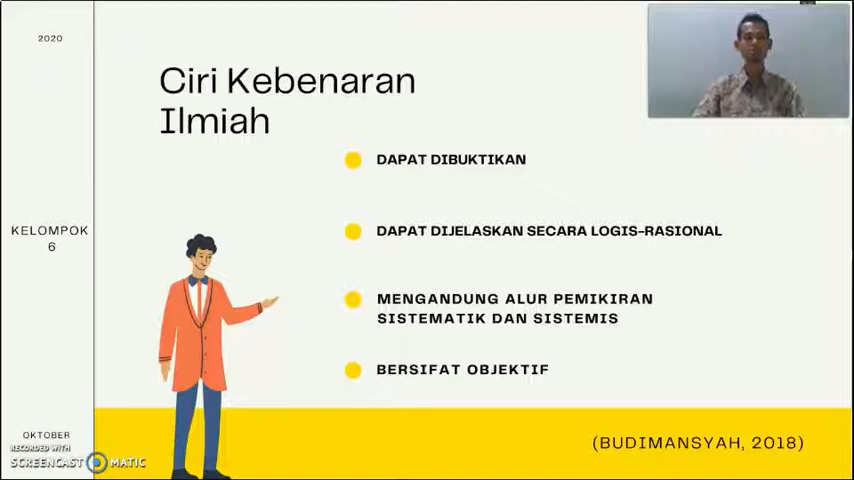 2020
Ciri Kebenaran
Ilmiah
DAPAT DIBUKTIKAN
DAPAT DIJELASKAN SECARA LOGIS-RASIONAL
KELOMPOK
6
MENGANDUNG ALUR PEMIKIRAN
SISTEMATIK DAN SISTEMIS
BERSIFAT OBJEKTIF
OKTOBER
(BUDIMANSYAH, 2018)
RECORDED WITH
SCREENCAST MATIC